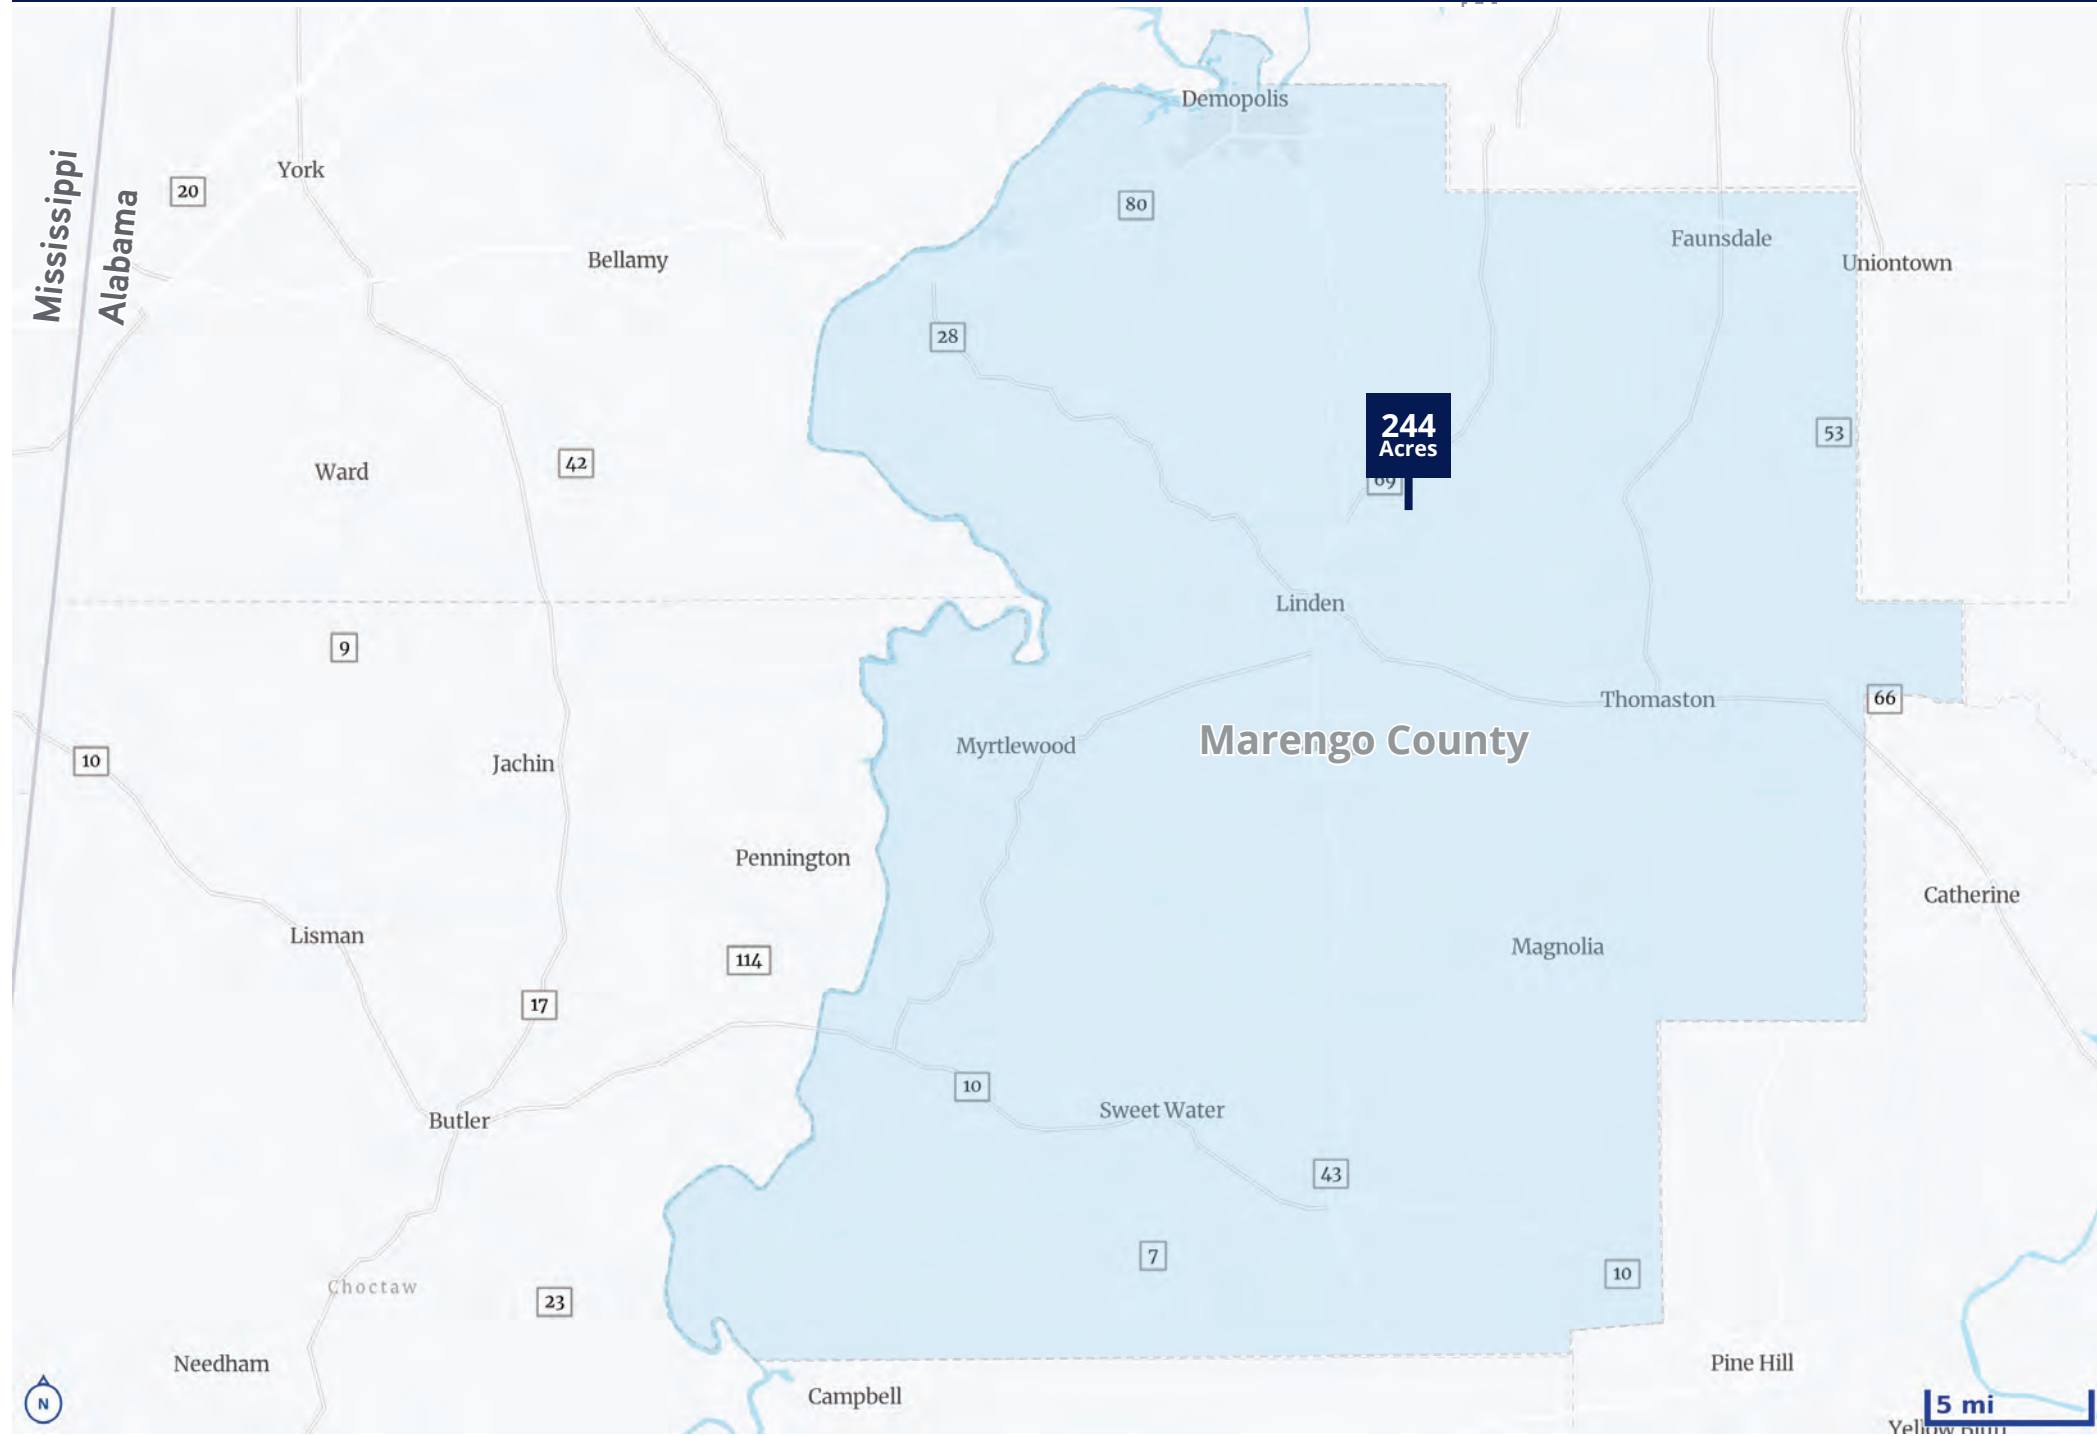 Demopolis
Mississippi
Alabama
York
20
80
Faunsdale
Bellamy
Uniontown
28
244
Acres
53
Ward
42
69
Linden
9
66
Thomaston
Myrtlewood
Marengo County
10
Jachin
Pennington
Catherine
Lisman
Magnolia
114
17
10
Sweet Water
Butler
43
7
10
Choctaw
23
Needham
Pine Hill
N
Campbell
5 mi